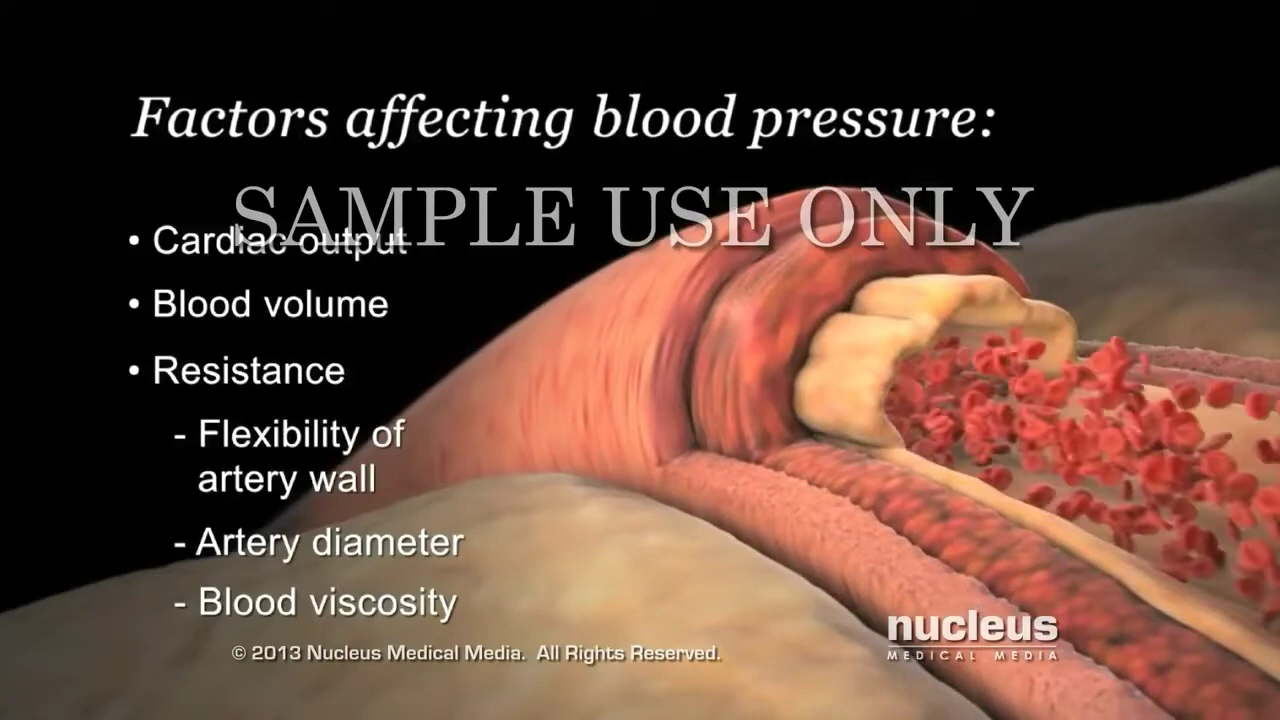 Factors affecting blood pressure:
SAMPLE USE ONLY
• Cardiac output
• Blood volume
• Resistance
- Flexibility of
artery wall
- Artery diameter
- Blood viscosity
© 2013 Nucleus Medical Media. All Rights Reserved.
nucleus
MEDICAL MEDIA